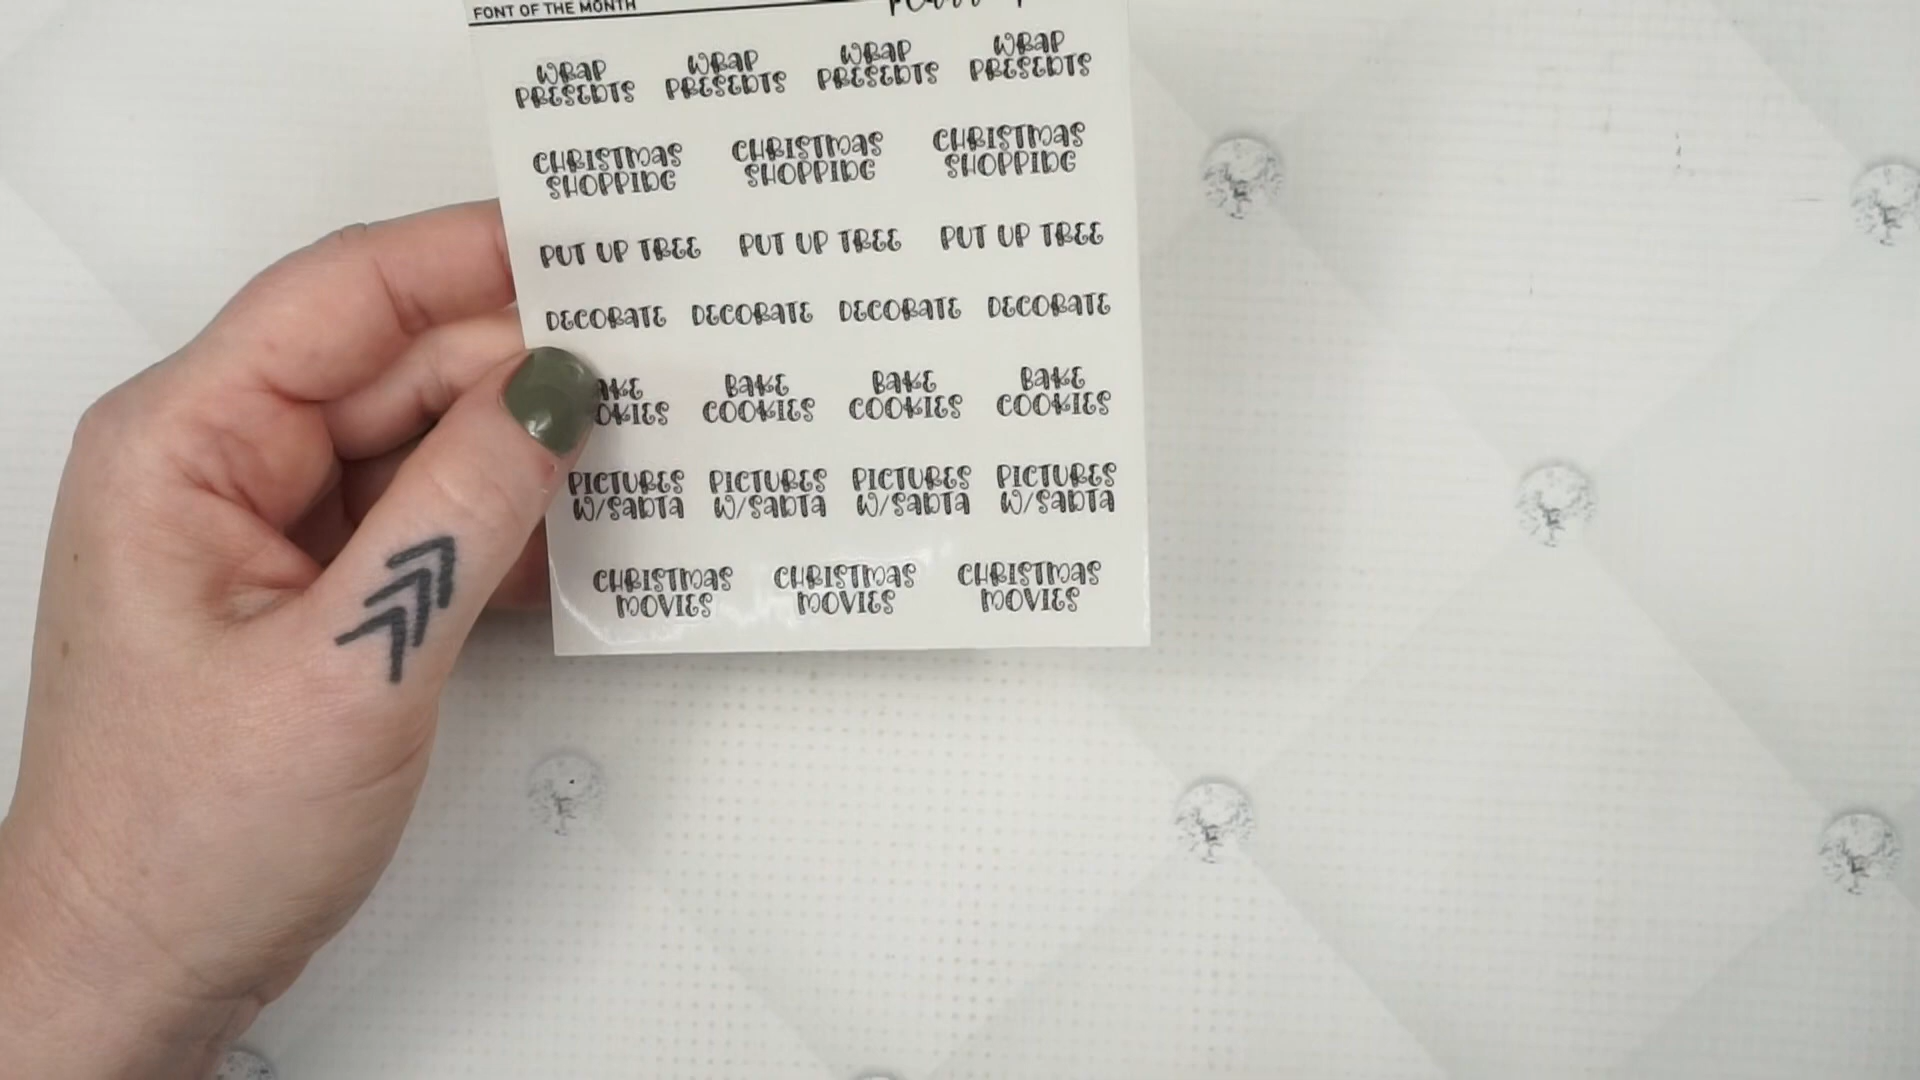 FONT OF THE MONTH
WRAP WRAP WRAP WRAP
PRESENTS PRESENTS PRESENTS PRESENTS
CHRISTMAS CHRISTMAS CHRISTMAS
SHOPPING SHOPPING SHOPPING
PUT UP TREE PUT UP TREE PUT UP TREE
DECORATE DECORATE DECORATE DECORATE
AKE BAKE BAKE BAKE
OKIES COOKIES COOKIES COOKIES
PICTURES PICTURES PICTURES PICTURES
W/SANTA W/SANTA W/SANTA W/SANTA
CHRISTMAS CHRISTMAS CHRISTMAS
MOVIES MOVIES MOVIES